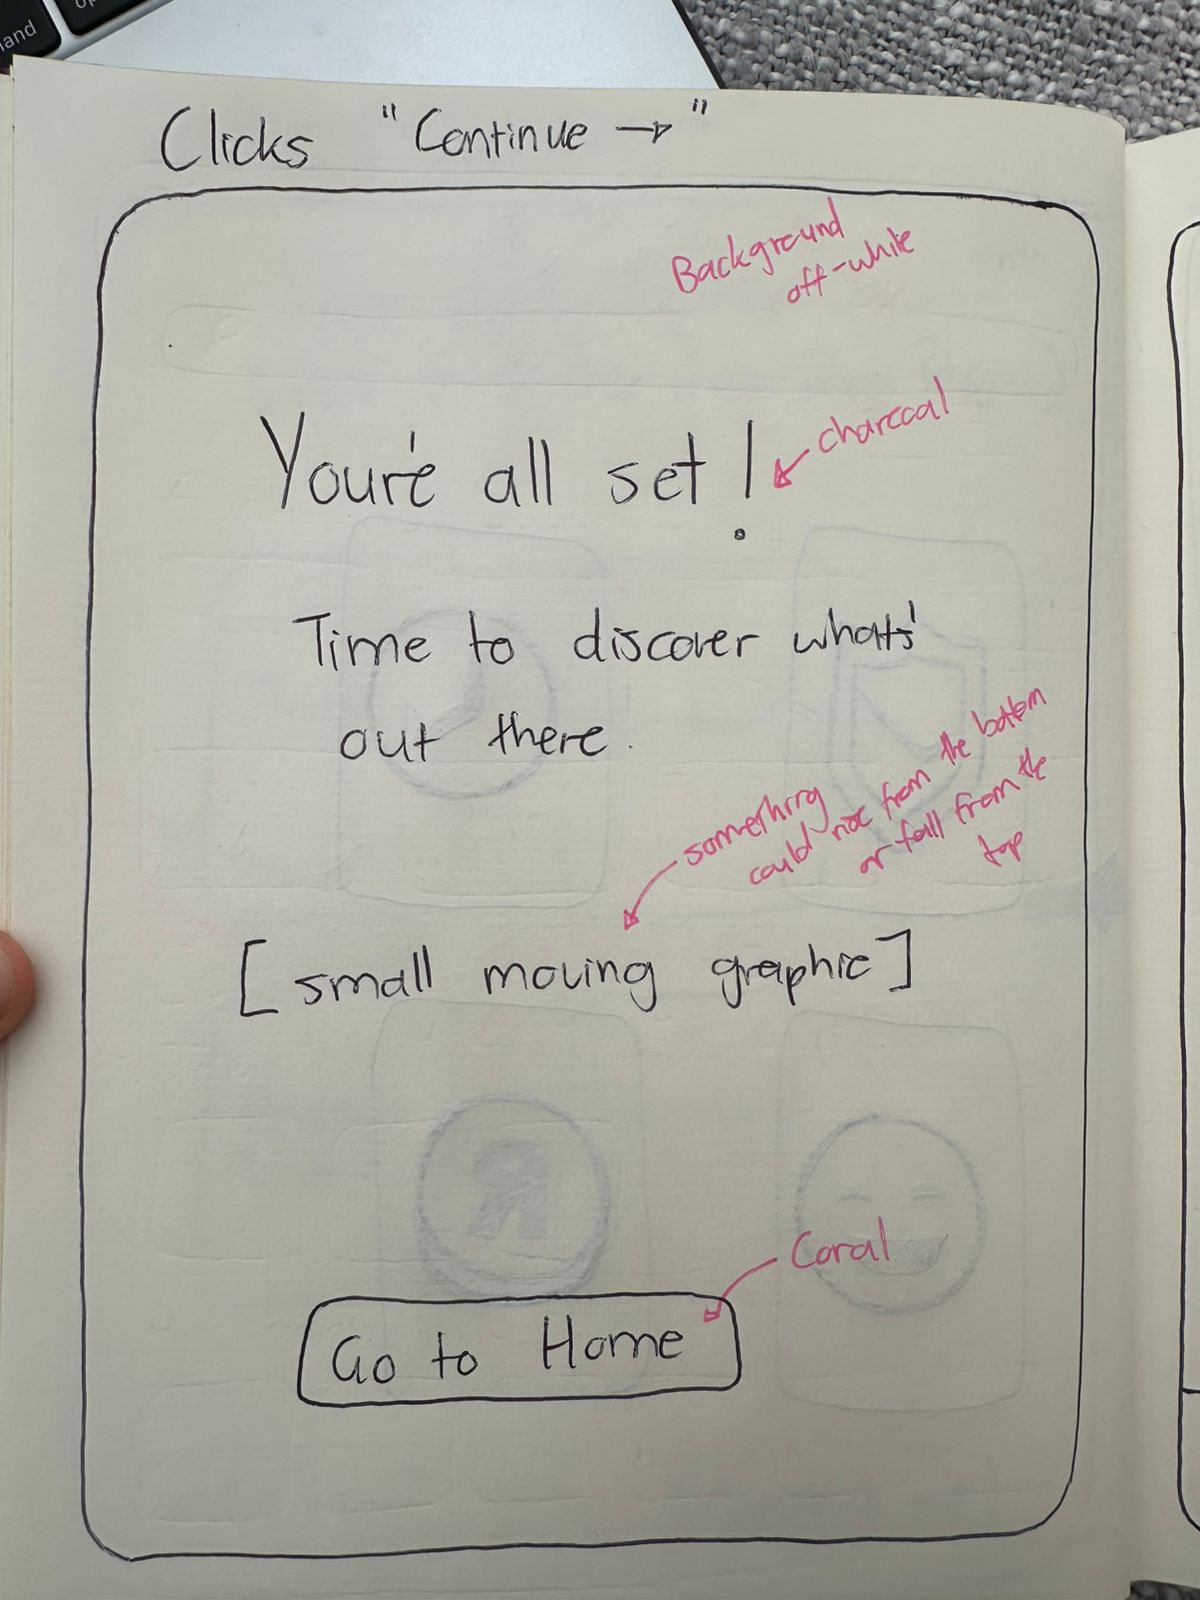 and
Clicks "Continue →"
Background
off-white
You're all set!
charcoal
Time to discover whats'
out there.
something
could rise from the bottom
or fall from the
top
[small moving graphic]
Coral
Go to Home